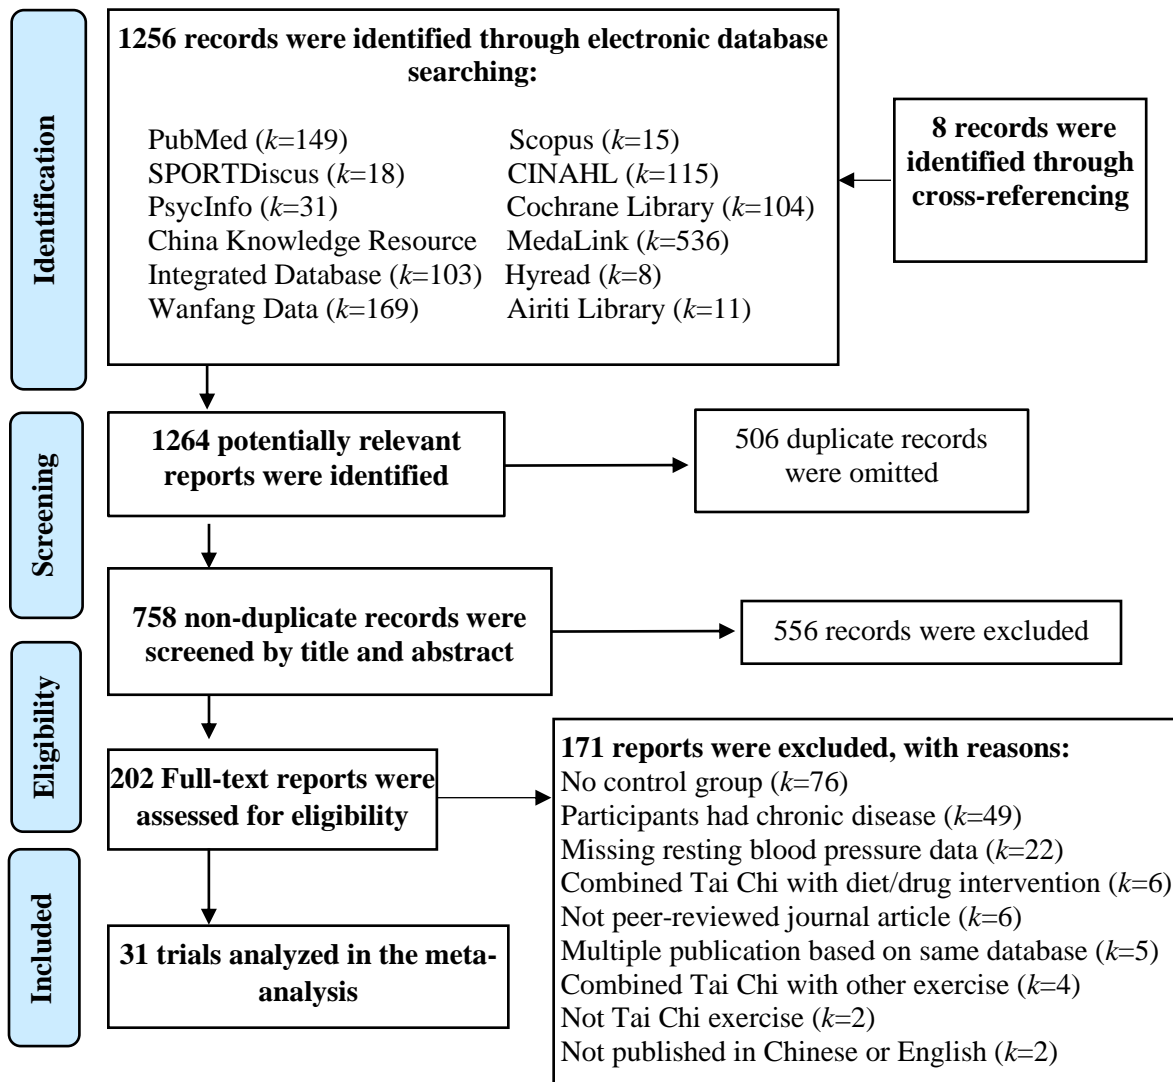 Identification
1256 records were identified through electronic database
searching:
PubMed (k=149)
SPORTDiscus (k=18)
PsycInfo (k=31)
China Knowledge Resource
Integrated Database (k=103)
Wanfang Data (k=169)
Scopus (k=15)
CINAHL (k=115)
Cochrane Library (k=104)
MedaLink (k=536)
Hyread (k=8)
Airiti Library (k=11)
8 records were
identified through
cross-referencing
Screening
1264 potentially relevant
reports were identified
506 duplicate records
were omitted
758 non-duplicate records were
screened by title and abstract
556 records were excluded
Eligibility
202 Full-text reports were
assessed for eligibility
171 reports were excluded, with reasons:
No control group (k=76)
Participants had chronic disease (k=49)
Missing resting blood pressure data (k=22)
Combined Tai Chi with diet/drug intervention (k=6)
Not peer-reviewed journal article (k=6)
Multiple publication based on same database (k=5)
Combined Tai Chi with other exercise (k=4)
Not Tai Chi exercise (k=2)
Not published in Chinese or English (k=2)
Included
31 trials analyzed in the meta-
analysis